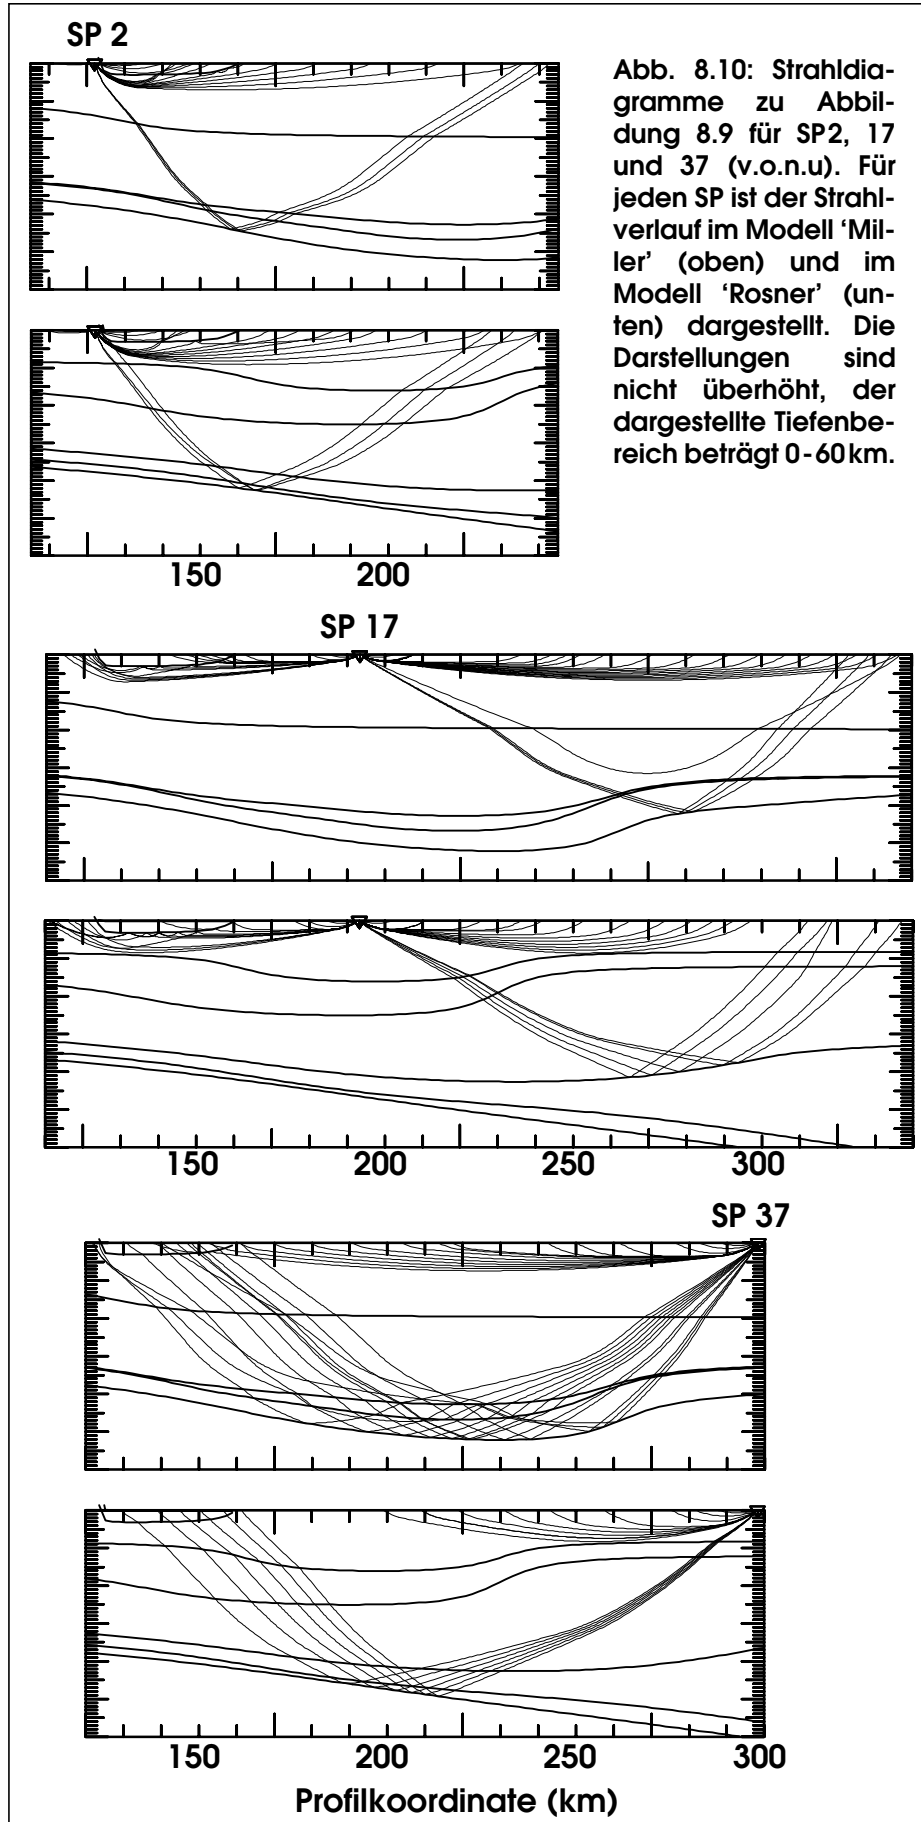 SP 2
Abb. 8.10: Strahldia-
gramme zu Abbil-
dung 8.9 für SP2, 17
und 37 (v.o.n.u). Für
jeden SP ist der Strahl-
verlauf im Modell ‘Mil-
ler’ (oben) und im
Modell ‘Rosner’ (un-
ten) dargestellt. Die
Darstellungen sind
nicht überhöht, der
dargestellte Tiefenbe-
reich beträgt 0-60km.
150 200
SP 17
150 200 250 300
SP 37
150 200 250 300
Profilkoordinate (km)